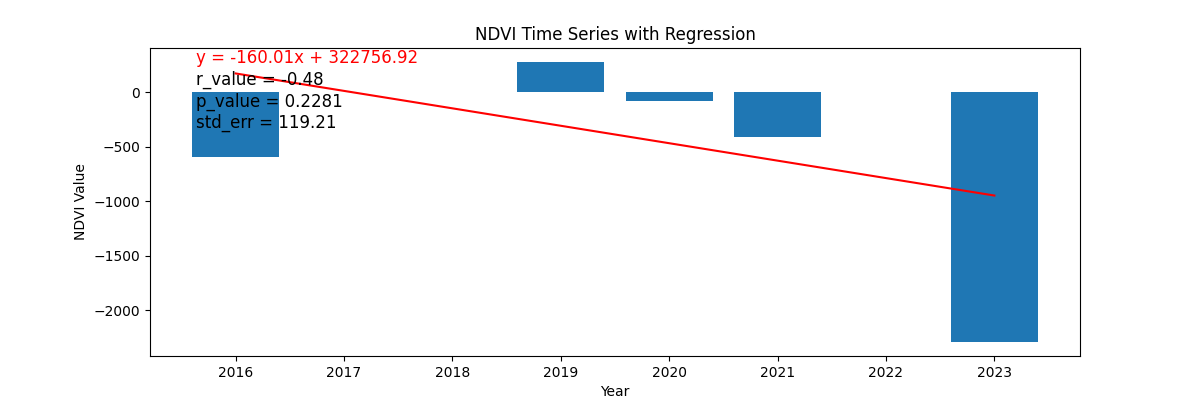 NDVI Time Series with Regression
y = -160.01x + 322756.92
r_value = -0.48
p_value = 0.2281
std_err = 119.21
0
−500
−1000
−1500
−2000
NDVI Value
2016 2017 2018 2019 2020 2021 2022 2023
Year